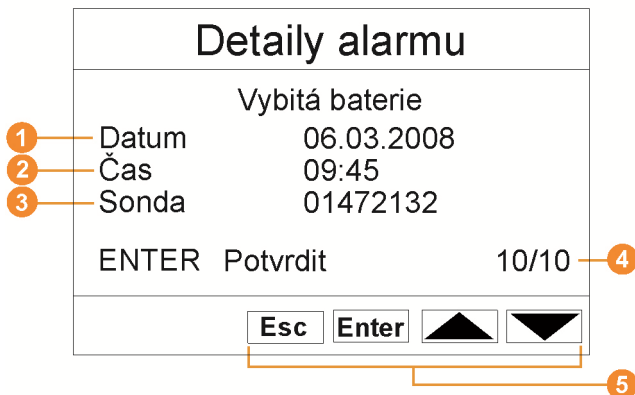 Detaily alarmu
Vybitá baterie
1 Datum 06.03.2008
2 Čas 09:45
3 Sonda 01472132
ENTER Potvrdit 10/10 4
Esc Enter
5